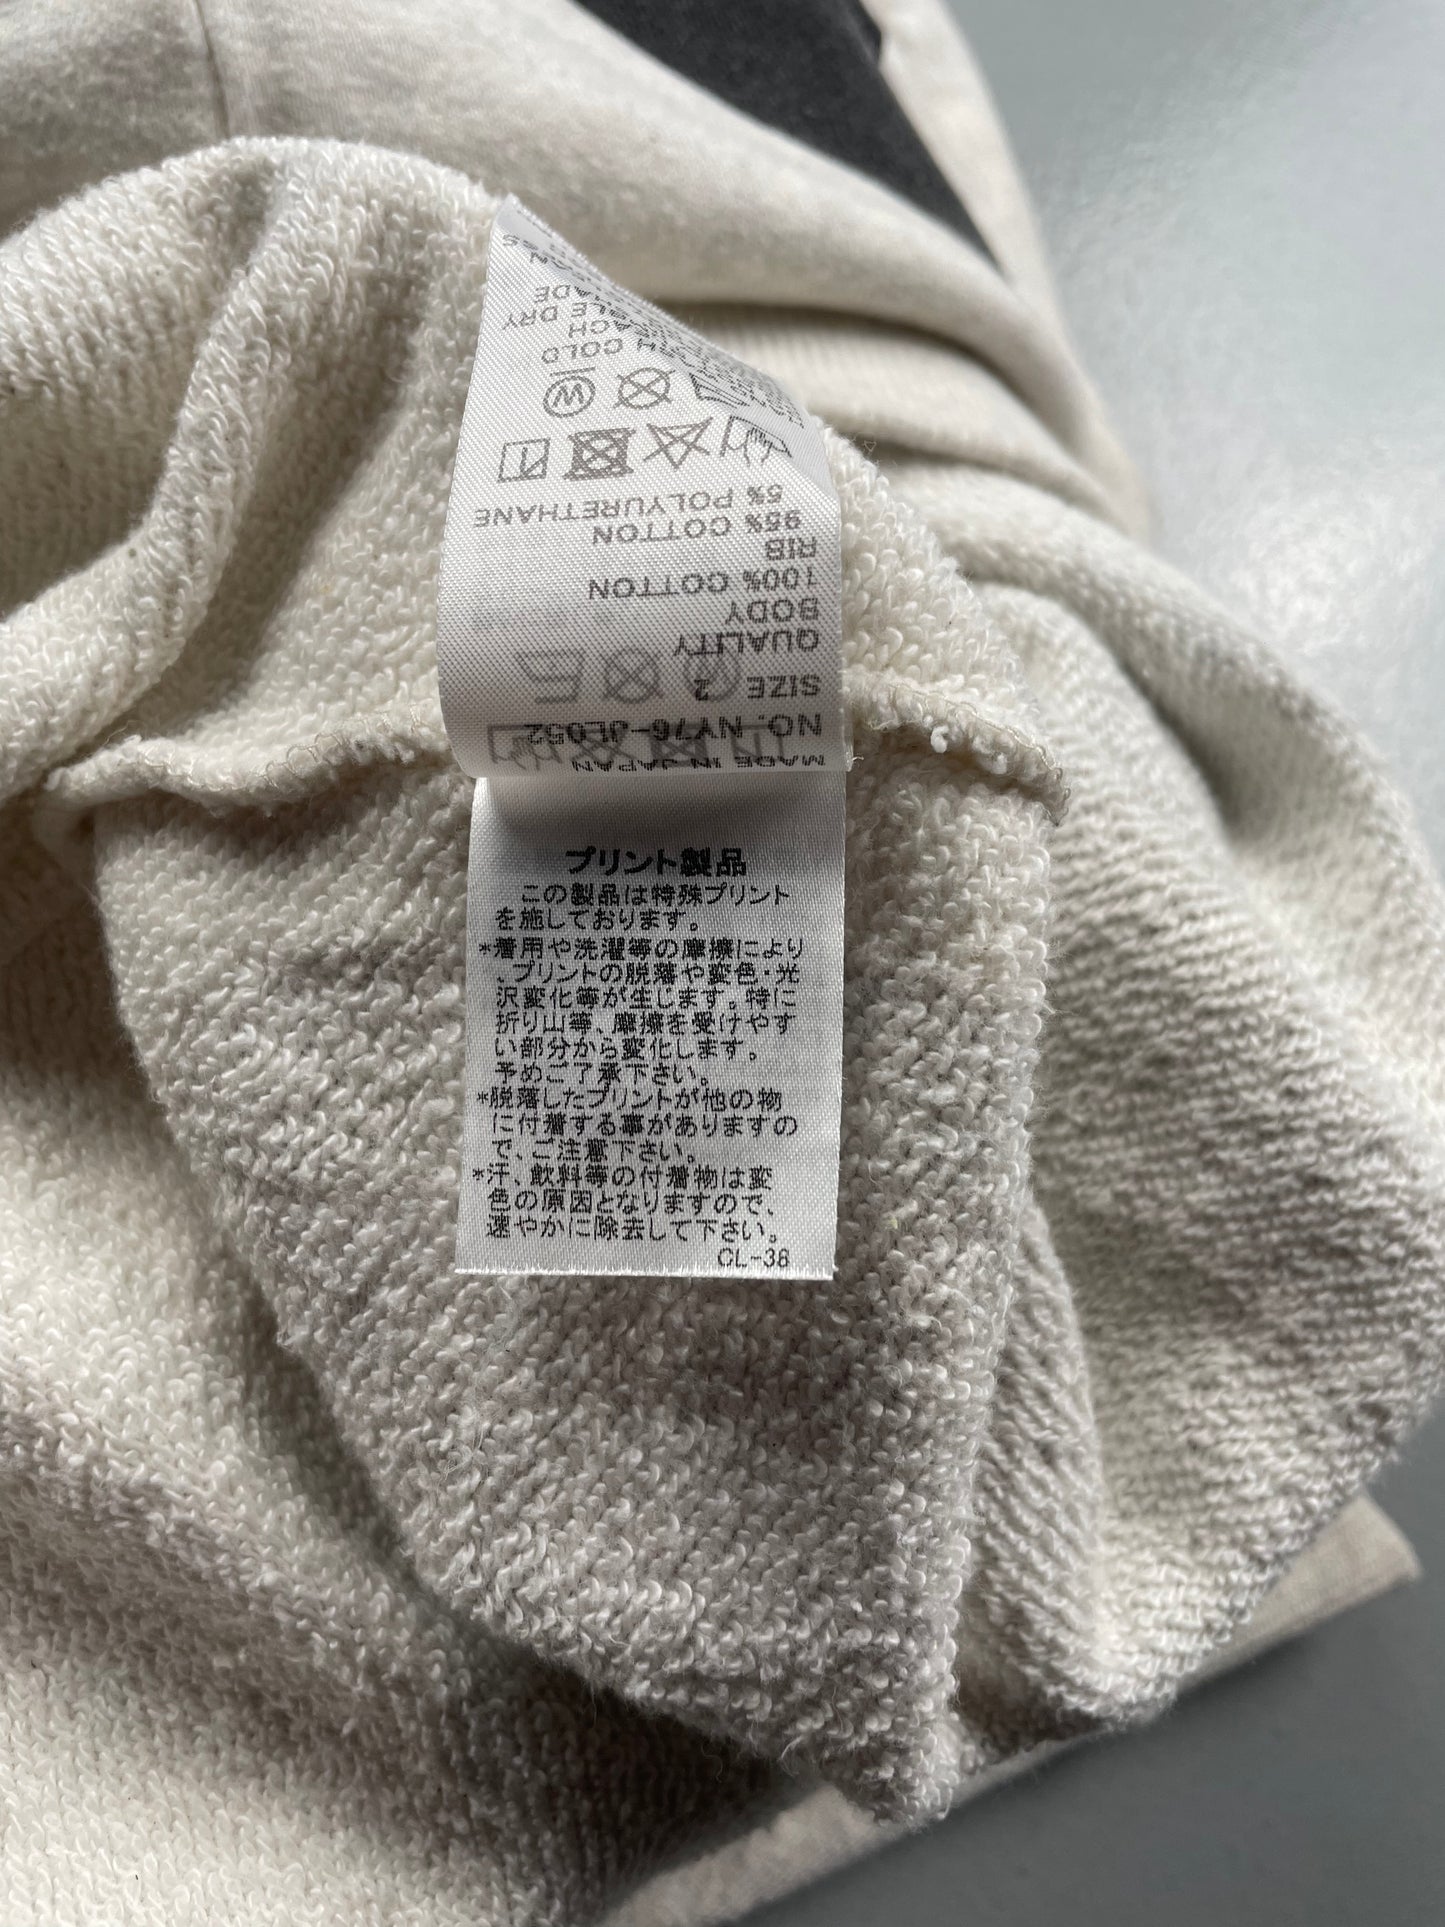 MADE IN JAPAN
NO. NY76-JL052
SIZE 2
QUALITY
BODY
100% COTTON
RIB
95% COTTON
5% POLYURETHANE
COLD
DRY
プリント製品
この製品は特殊プリント
を施しております。
*着用や洗濯等の摩擦により
、プリントの脱落や変色・光
沢変化等が生じます。特に
折り山等、摩擦を受けやす
い部分から変化します。
予めご了承下さい。
*脱落したプリントが他の物
に付着する事がありますの
で、ご注意下さい。
*汗、飲料等の付着物は変
色の原因となりますので、
速やかに除去して下さい。
CL-38